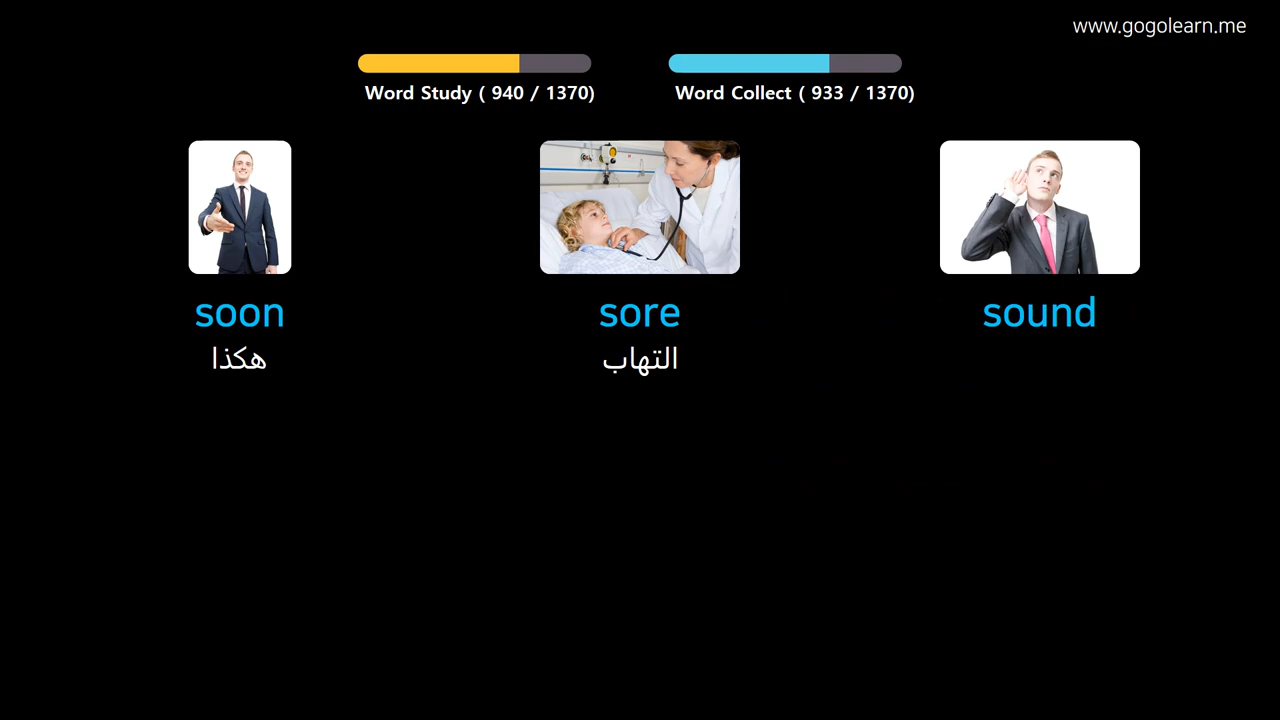 www.gogolearn.me
Word Study ( 940 / 1370)
Word Collect ( 933 / 1370)
soon
هكذا
sore
التهاب
sound